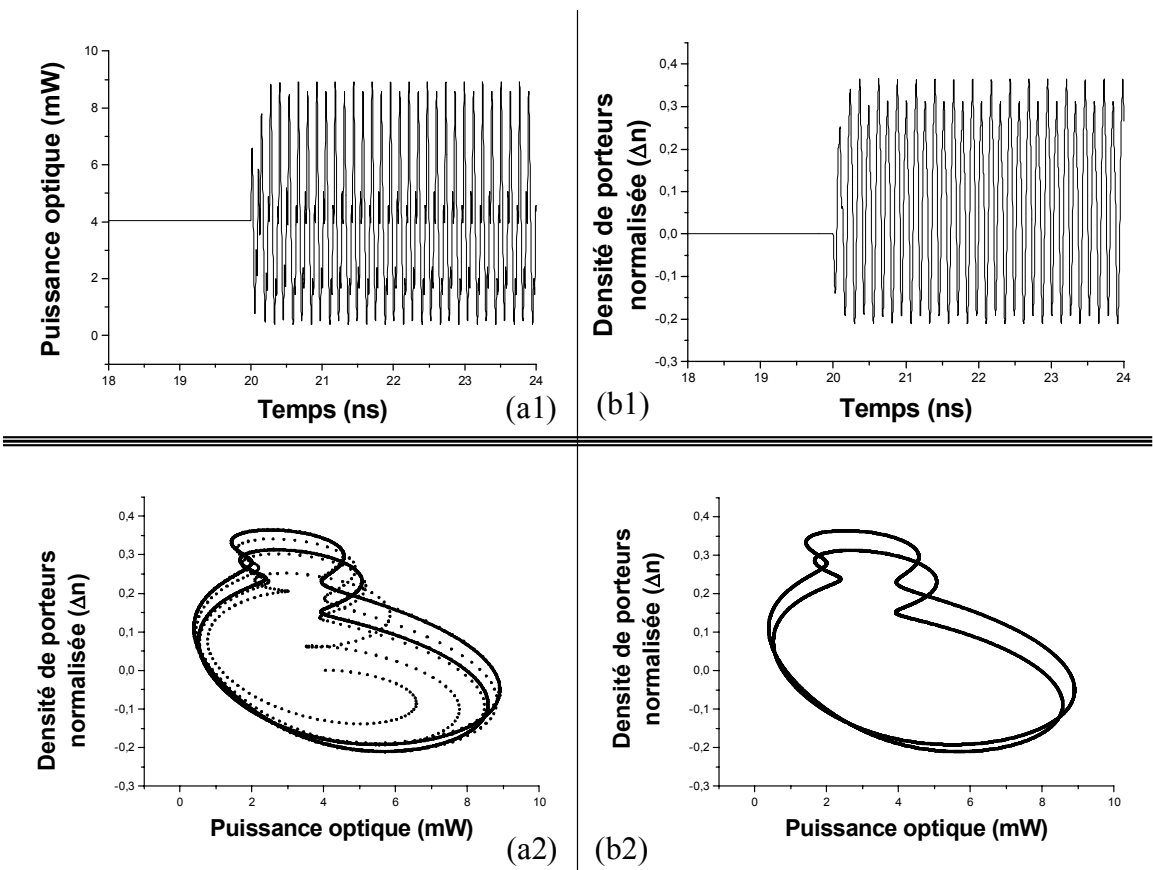 10
8
6
4
2
0
Puissance optique (mW)
18 19 20 21 22 23 24
Temps (ns)
(a1)
0,4
0,3
0,2
0,1
0,0
-0,1
-0,2
-0,3
Densité de porteurs
normalisée (Δn)
18 19 20 21 22 23 24
Temps (ns)
(b1)
0,4
0,3
0,2
0,1
0,0
-0,1
-0,2
-0,3
Densité de porteurs
normalisée (Δn)
0 2 4 6 8 10
Puissance optique (mW)
(a2)
0,4
0,3
0,2
0,1
0,0
-0,1
-0,2
-0,3
Densité de porteurs
normalisée (Δn)
0 2 4 6 8 10
Puissance optique (mW)
(b2)